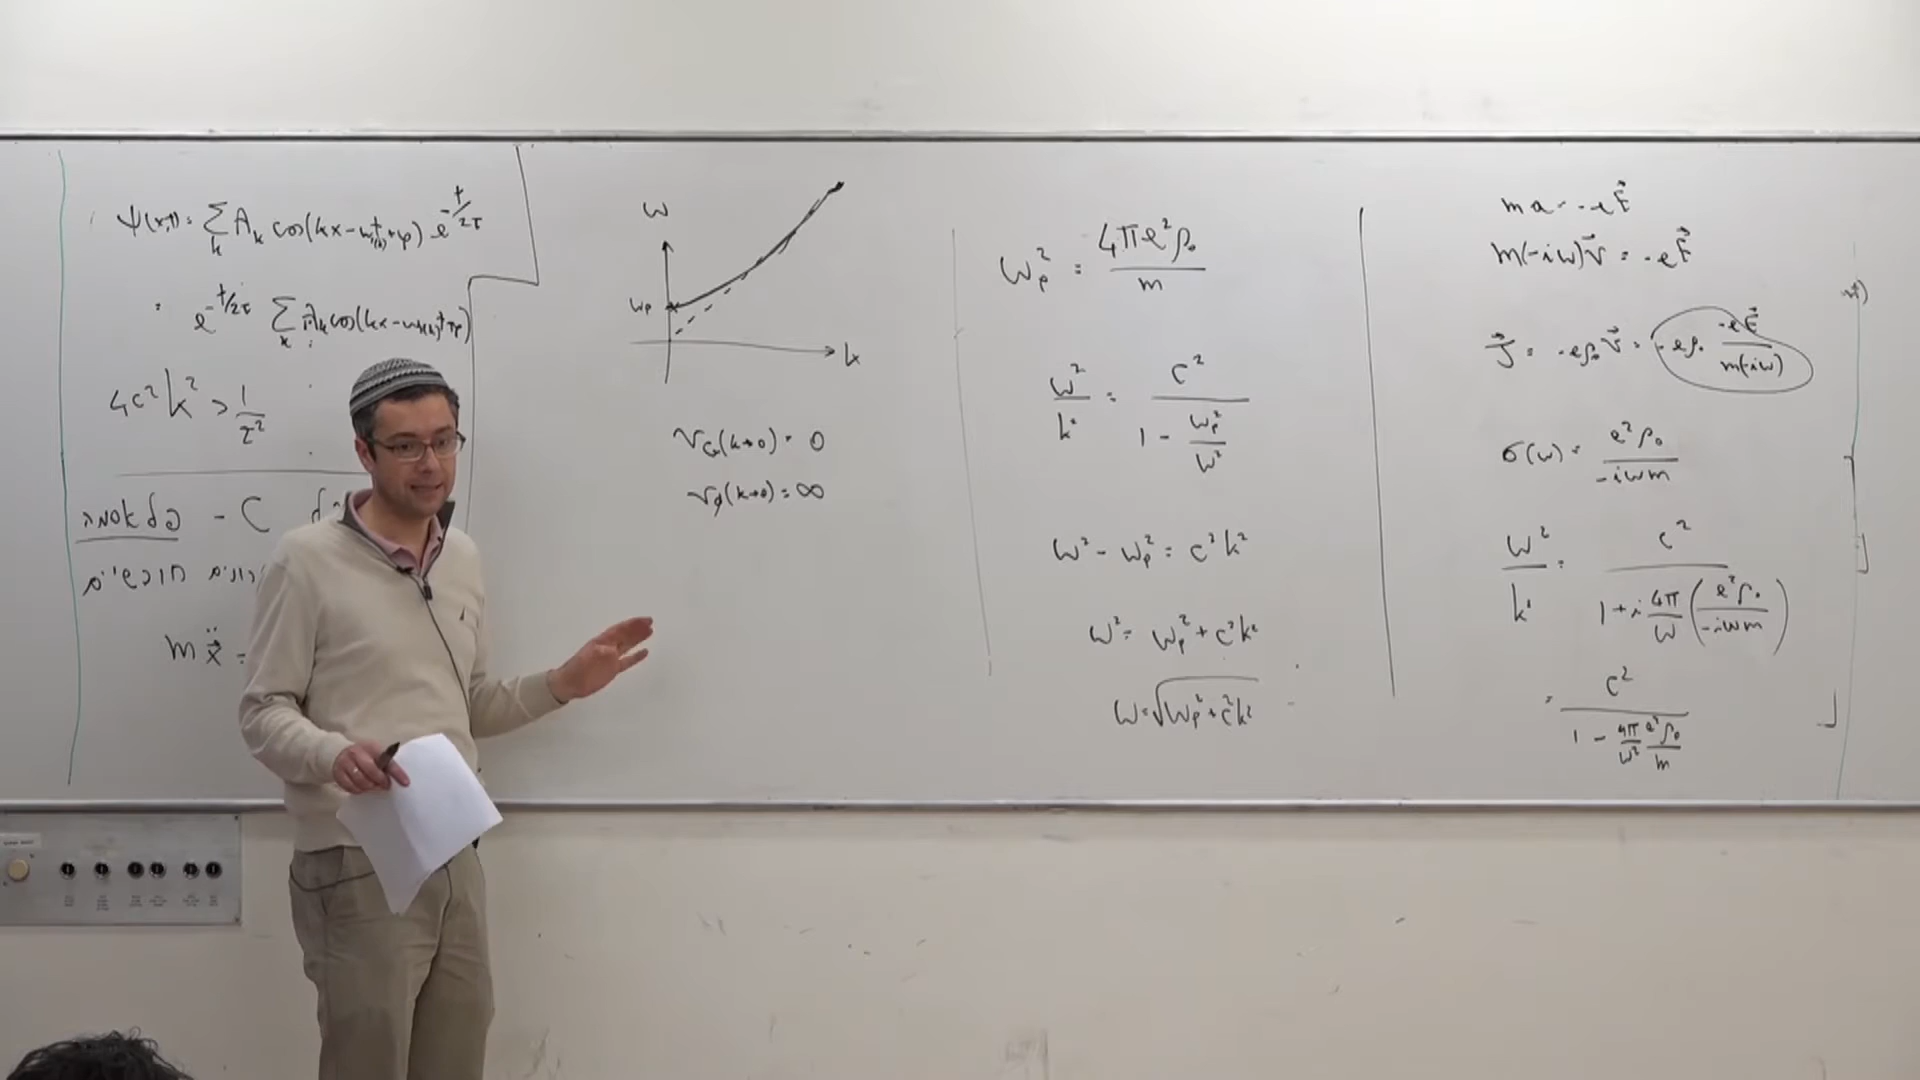 ψ(x,t) = Σ_k A_k cos(kx - ω(k)t + φ) e^{-t/2τ}
= e^{-t/2τ} Σ_k A_k cos(kx - ω(k)t + φ)
4c²k² > 1/τ²
C - פלאסמה
חופשיים
m ẍ =
ω
ω_p
k
v_G(k→0) = 0
v_φ(k→0) = ∞
ω_p² = 4πe²ρ₀ / m
ω²/k² = c² / (1 - ω_p²/ω²)
ω² - ω_p² = c²k²
ω² = ω_p² + c²k²
ω = √(ω_p² + c²k²)
ma = -eE⃗
m(-iω)v⃗ = -eE⃗
J⃗ = -eρ₀v⃗ = -eρ₀ (-eE⃗ / m(-iω))
σ(ω) = e²ρ₀ / -iωm
ω²/k² = c² / (1 + i 4π/ω (e²ρ₀ / -iωm))
= c² / (1 - 4π/ω² e²ρ₀/m)